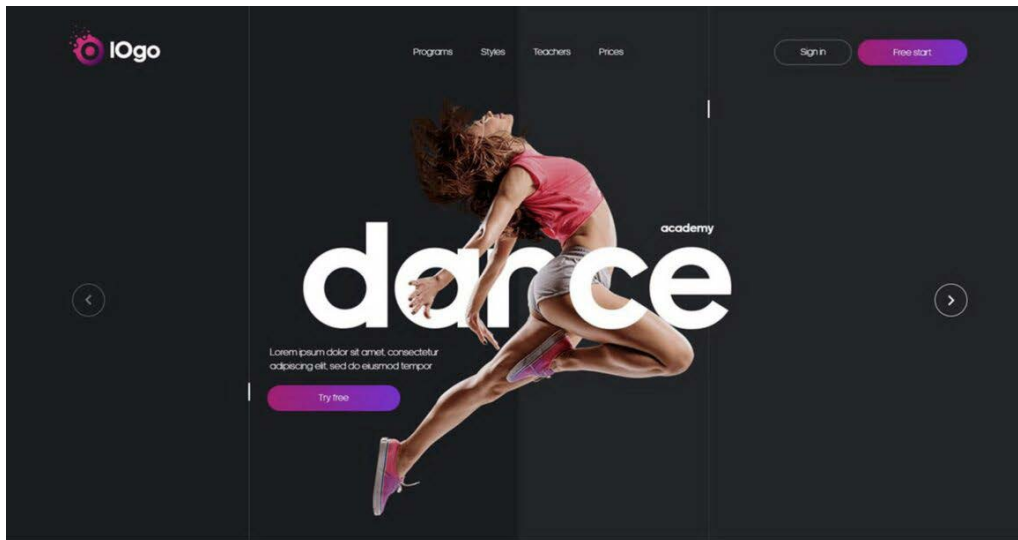 lOgo
Programs Styles Teachers Prices
Sign in Free start
academy
dance
Lorem ipsum dolor sit amet, consectetur
adipiscing elit, sed do eiusmod tempor
Try free